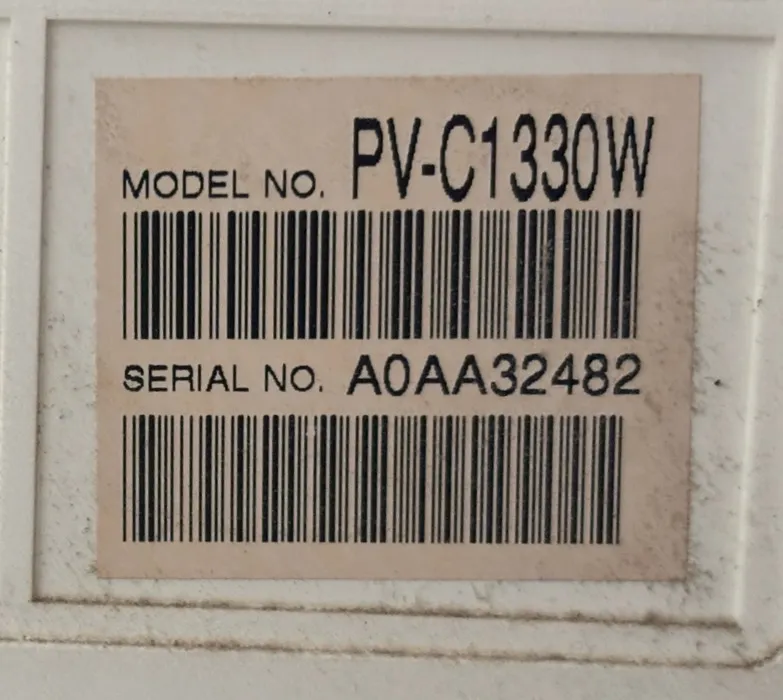 MODEL NO. PV-C1330W
SERIAL NO. A0AA32482